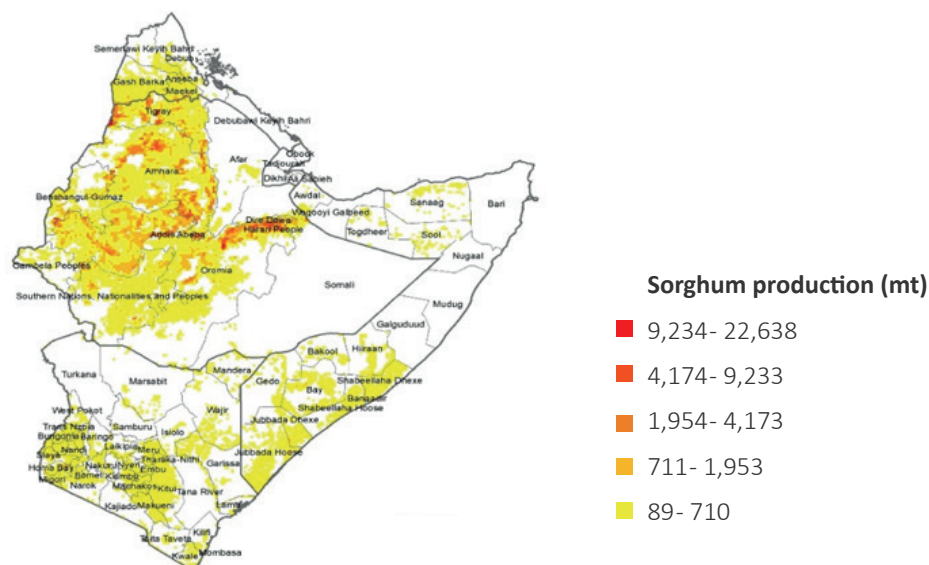 Semenawi Keyih Bahri
Debub
Gash Barka
Anseba
Maekel
Tigray
Debubawi Keyih Bahri
Afar
Obock
Tadjourah
Dikhil
Ali Sabieh
Amhara
Awdal
Benshangul-Gumaz
Woqooyi Galbeed
Sanaag
Bari
Dire Dawa
Harari People
Togdheer
Sool
Addis Ababa
Nugaal
Gambela Peoples
Oromia
Somali
Southern Nations, Nationalities and Peoples
Mudug
Galguduud
Sorghum production (mt)
9,234- 22,638
4,174- 9,233
1,954- 4,173
711- 1,953
89- 710
Hiiraan
Bakool
Turkana
Mandera
Gedo
Marsabit
Bay
Shabeellaha Dhexe
Banaadir
Shabeellaha Hoose
Wajir
West Pokot
Jubbada Dhexe
Trans Nzoia
Samburu
Isiolo
Bungoma
Baringo
Laikipia
Meru
Jubbada Hoose
Siaya
Nandi
Tharaka-Nithi
Garissa
Homa Bay
Nakuru
Nyeri
Embu
Bomet
Kiambu
Migori
Narok
Machakos
Kitui
Tana River
Lamu
Kajiado
Makueni
Taita Taveta
Kilifi
Kwale
Mombasa